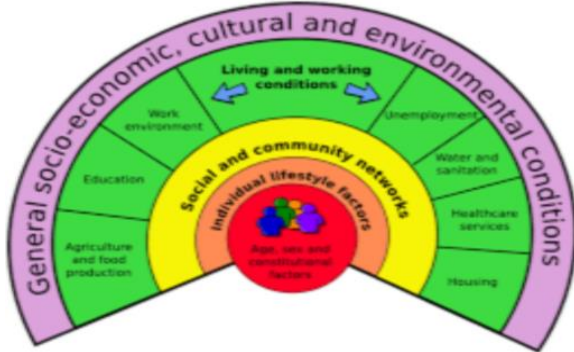 General socio-economic, cultural and environmental conditions
Living and working
conditions
Work
environment
Unemployment
Education
Water and
sanitation
Agriculture
and food
production
Healthcare
services
Housing
Social and community networks
Individual lifestyle factors
Age, sex and
constitutional
factors